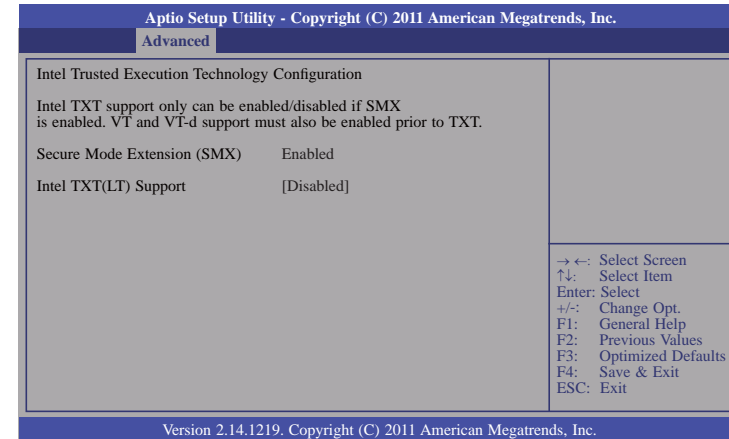 Aptio Setup Utility - Copyright (C) 2011 American Megatrends, Inc.
Advanced
Intel Trusted Execution Technology Configuration
Intel TXT support only can be enabled/disabled if SMX
is enabled. VT and VT-d support must also be enabled prior to TXT.
Secure Mode Extension (SMX) Enabled
Intel TXT(LT) Support [Disabled]
→ ←: Select Screen
↑↓: Select Item
Enter: Select
+/-: Change Opt.
F1: General Help
F2: Previous Values
F3: Optimized Defaults
F4: Save & Exit
ESC: Exit
Version 2.14.1219. Copyright (C) 2011 American Megatrends, Inc.